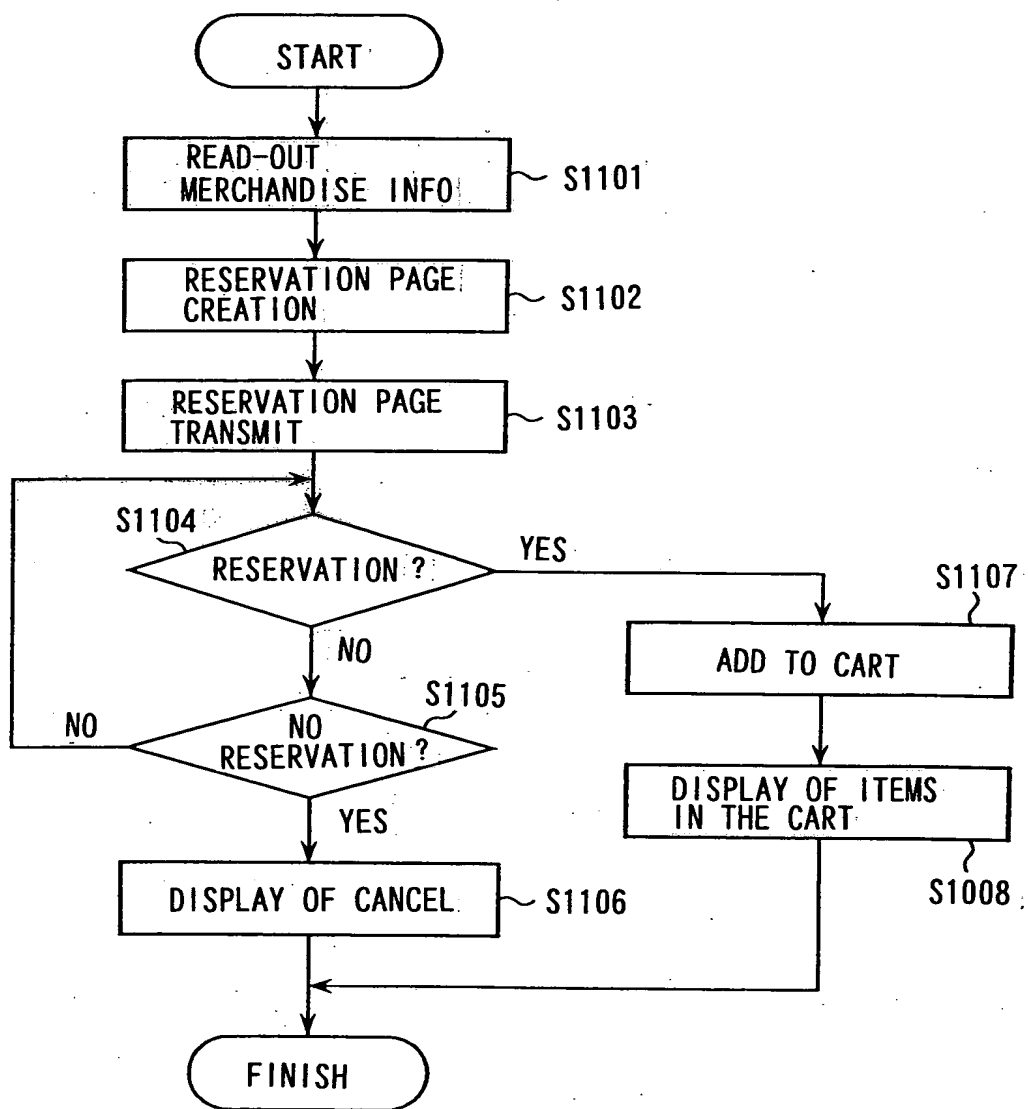 START
READ-OUT
MERCHANDISE INFO
S1101
RESERVATION PAGE
CREATION
S1102
RESERVATION PAGE
TRANSMIT
S1103
S1104
RESERVATION ?
YES
NO
S1107
ADD TO CART
S1105
NO
RESERVATION ?
NO
YES
DISPLAY OF ITEMS
IN THE CART
S1008
DISPLAY OF CANCEL
S1106
FINISH